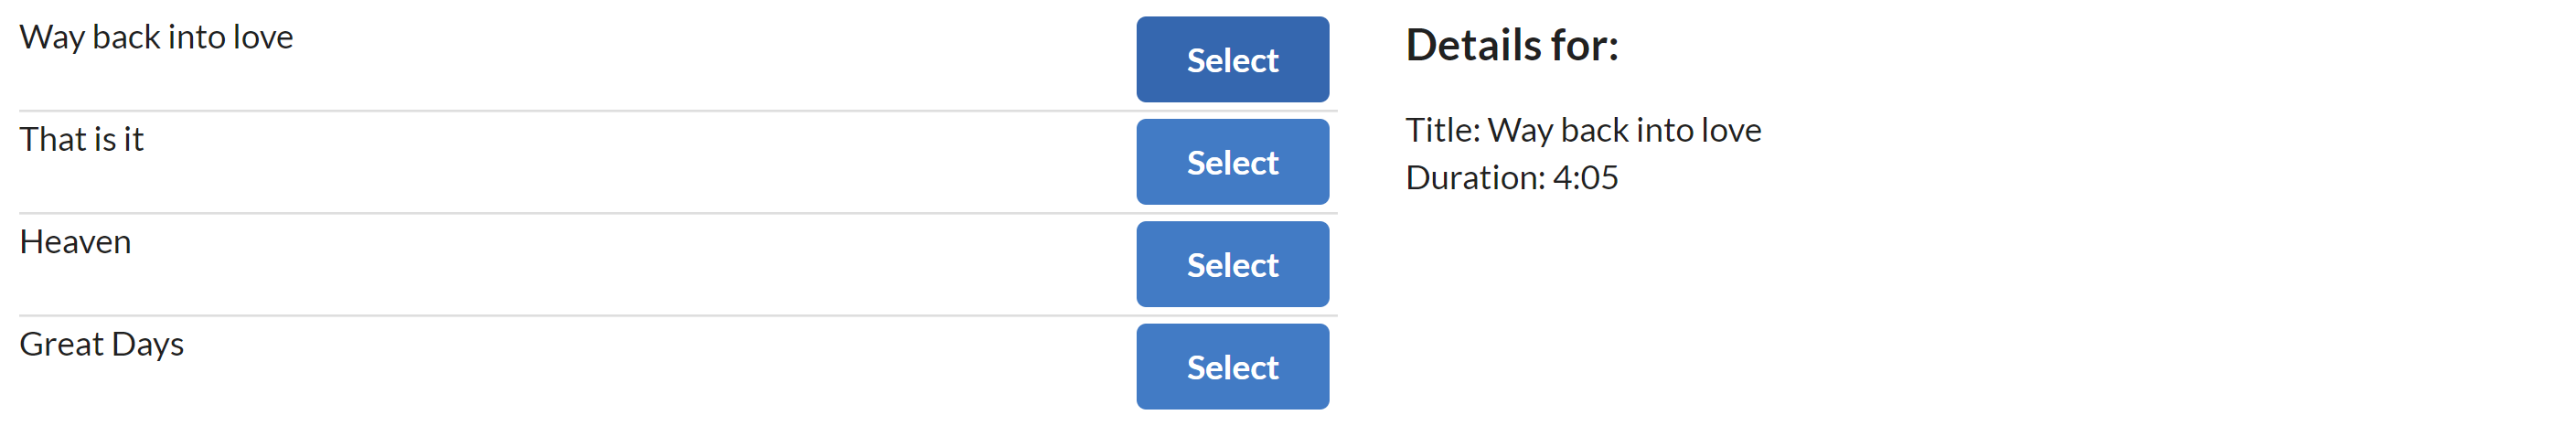 Way back into love
Select
That is it
Select
Heaven
Select
Great Days
Select
Details for:
Title: Way back into love
Duration: 4:05